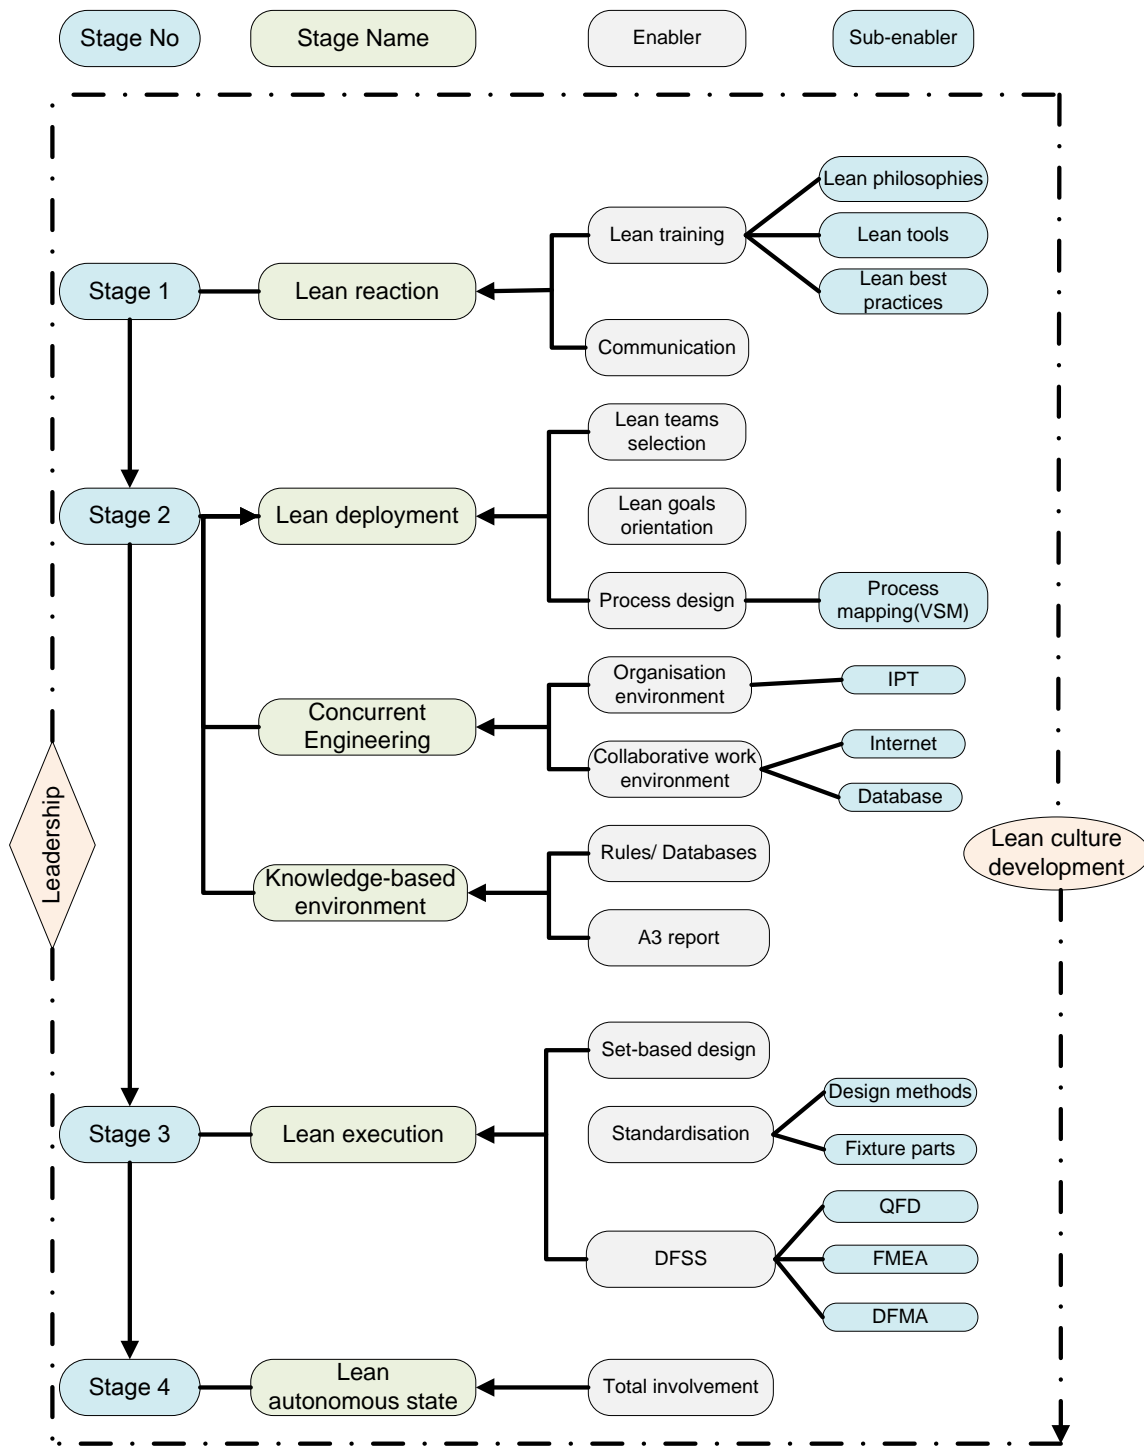 Stage No
Stage Name
Enabler
Sub-enabler
Lean philosophies
Lean training
Lean tools
Stage 1
Lean reaction
Lean best
practices
Communication
Lean teams
selection
Stage 2
Lean deployment
Lean goals
orientation
Process design
Process
mapping(VSM)
Organisation
environment
IPT
Concurrent
Engineering
Internet
Collaborative work
environment
Database
Leadership
Rules/ Databases
Lean culture
development
Knowledge-based
environment
A3 report
Set-based design
Design methods
Stage 3
Lean execution
Standardisation
Fixture parts
QFD
DFSS
FMEA
DFMA
Stage 4
Lean
autonomous state
Total involvement